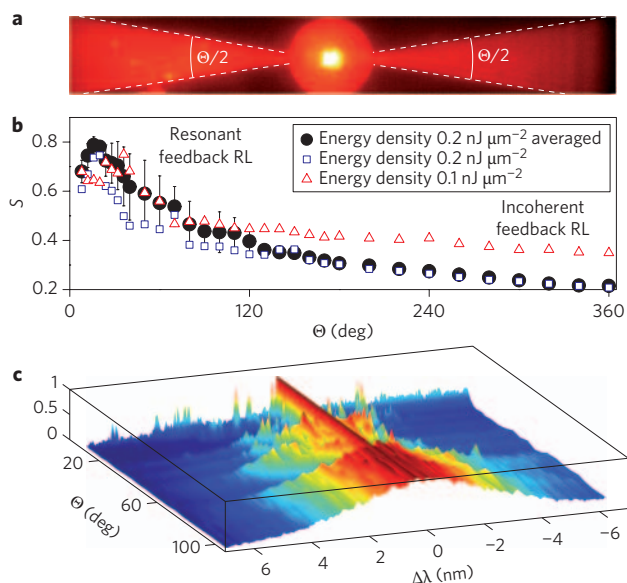 a
Θ/2
Θ/2
b
Resonant
feedback RL
Energy density 0.2 nJ μm⁻² averaged
Energy density 0.2 nJ μm⁻²
Energy density 0.1 nJ μm⁻²
Incoherent
feedback RL
0.8
0.6
0.4
0.2
S
0
120
240
360
Θ (deg)
c
1
0.5
0
20
60
100
Θ (deg)
6
4
2
0
−2
−4
−6
Δλ (nm)